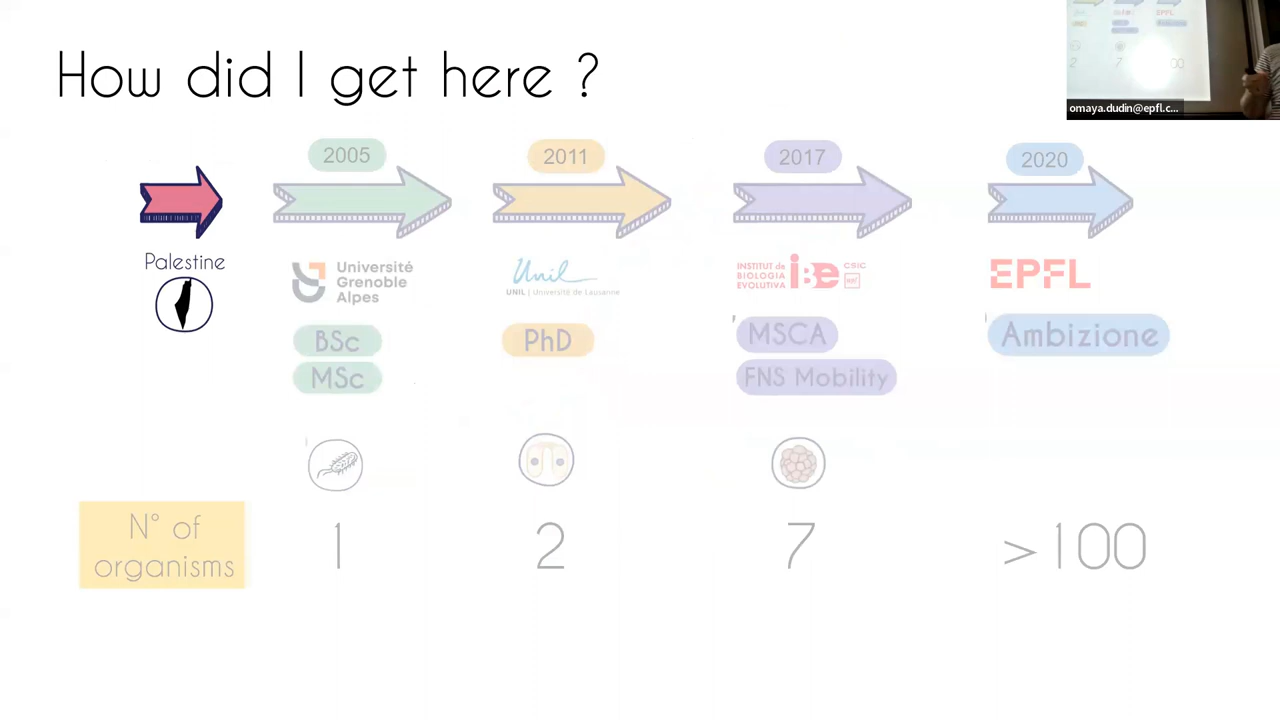 How did I get here ?
omaya.dudin@epfl.c...
2005
2011
2017
2020
Palestine
Université
Grenoble
Alpes
Unil
UNIL | Université de Lausanne
INSTITUT de
BIOLOGIA
EVOLUTIVA
iBE
CSIC
EPFL
BSc
MSc
PhD
MSCA
FNS Mobility
Ambizione
N° of
organisms
1
2
7
>100